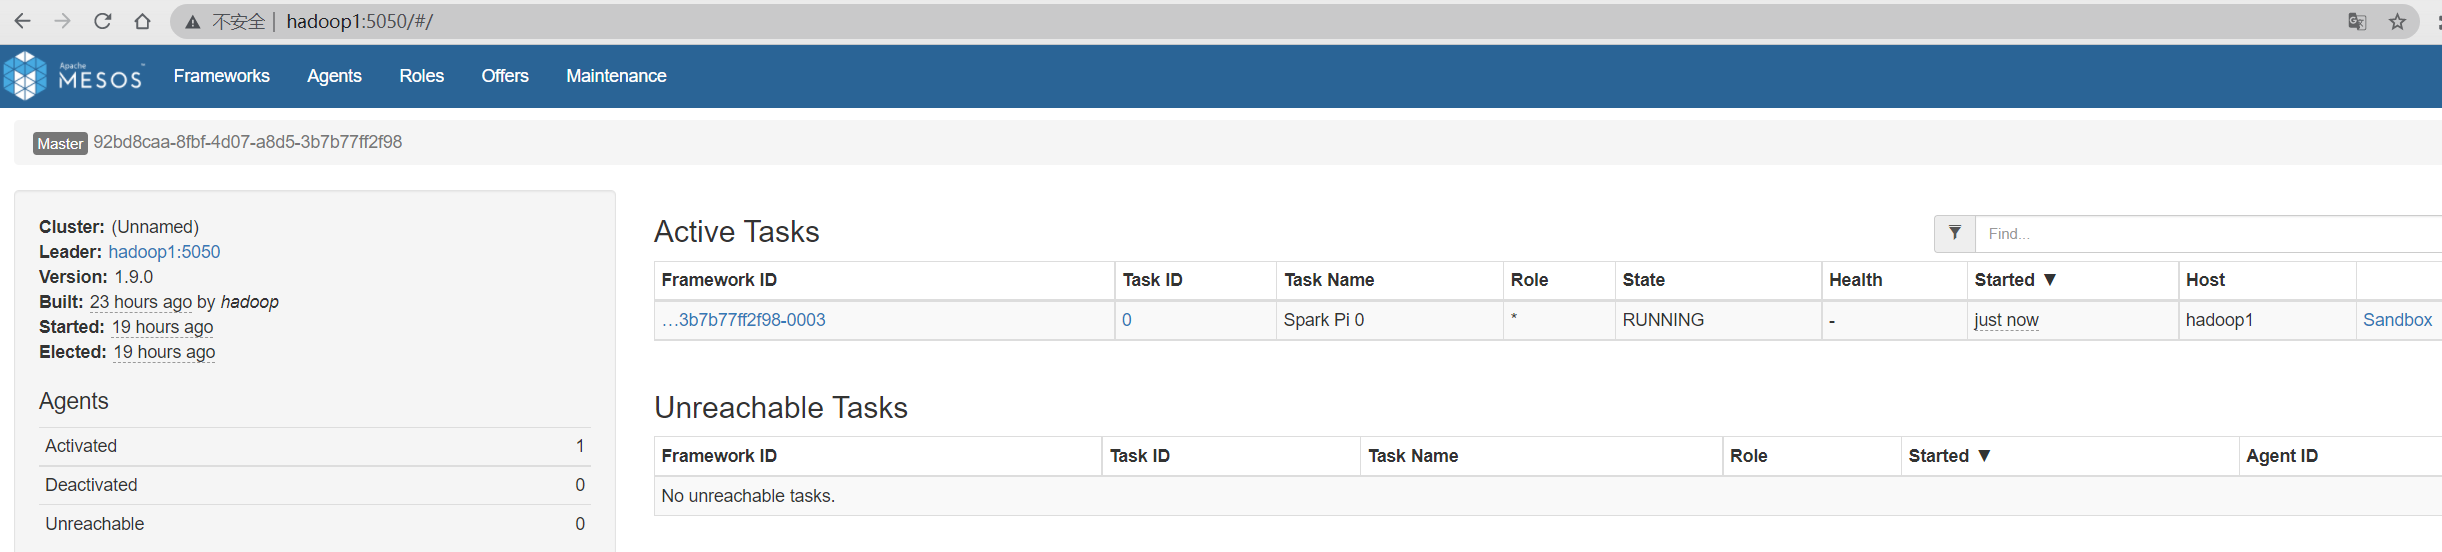 不安全 | hadoop1:5050/#/
Apache MESOS™ Frameworks Agents Roles Offers Maintenance
Master 92bd8caa-8fbf-4d07-a8d5-3b7b77ff2f98
Cluster: (Unnamed)
Leader: hadoop1:5050
Version: 1.9.0
Built: 23 hours ago by hadoop
Started: 19 hours ago
Elected: 19 hours ago
Agents
Activated 1
Deactivated 0
Unreachable 0
Active Tasks
Find...
Framework ID Task ID Task Name Role State Health Started ▼ Host
…3b7b77ff2f98-0003 0 Spark Pi 0 * RUNNING - just now hadoop1 Sandbox
Unreachable Tasks
Framework ID Task ID Task Name Role Started ▼ Agent ID
No unreachable tasks.